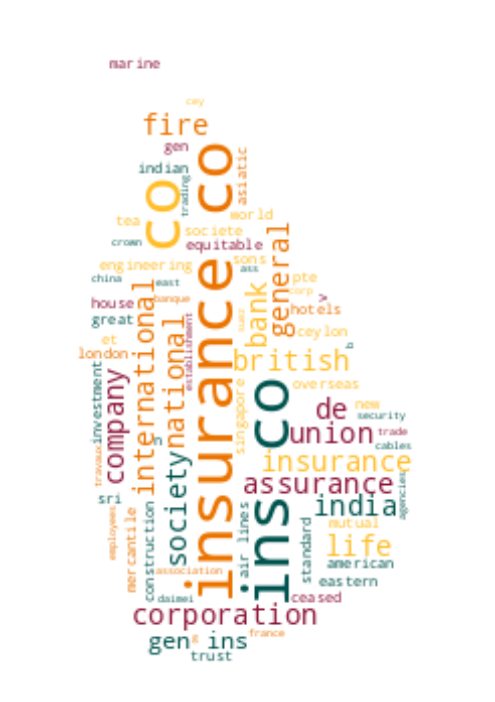 marine
cey
fire
gen
indian
trading
co
insurance co
asiatic
tea
world
societe
crown
equitable
general
engineering
sons
ass
china
east
pte
corp
house
banque
bank
>
hotels
great
international
national
establishment
suez
ceylon
et
london
british
b
investment
company
singapore
overseas
ins co
de
new
security
union
trade
h
cables
travaux
society
insurance
assurance
sri
india
agencies
employees
mercantile
construction
air lines
standard
mutual
life
american
association
eastern
daimei
ceased
corporation
gen
g
ins
france
trust